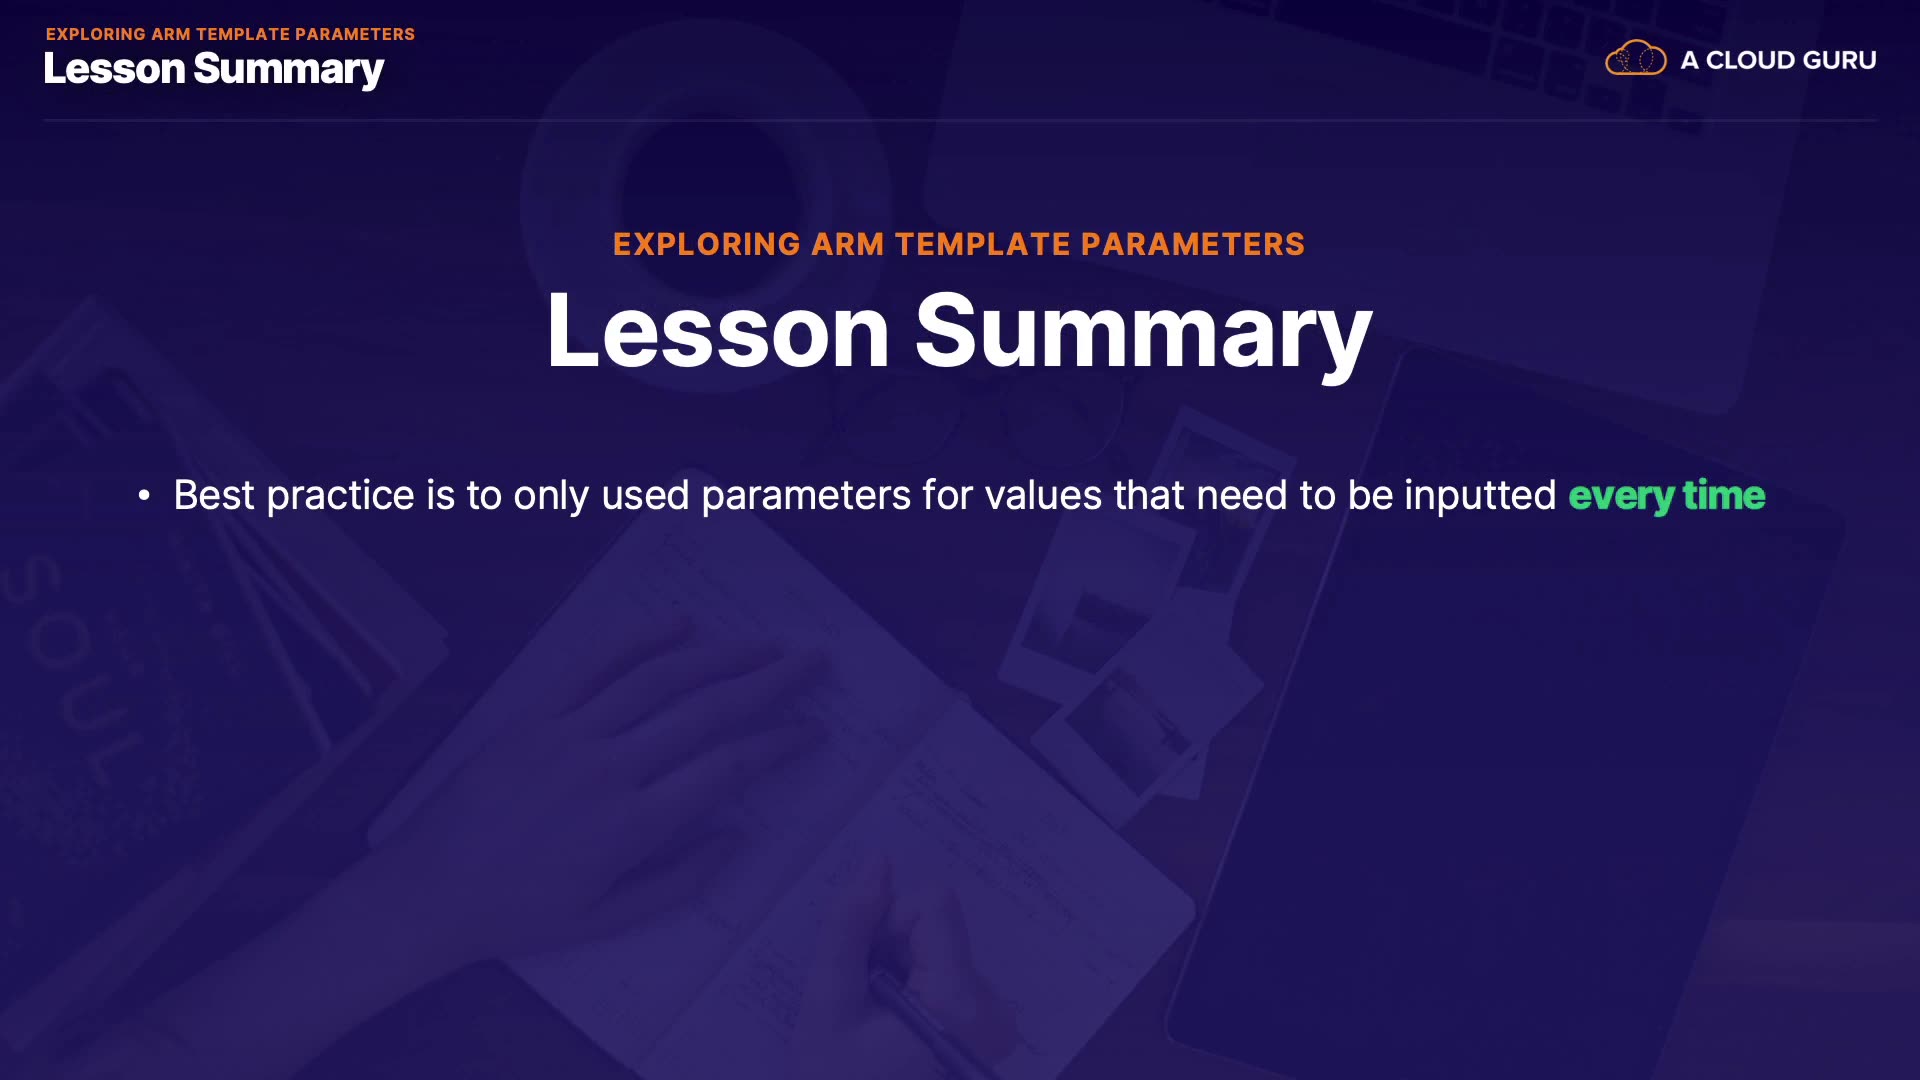 EXPLORING ARM TEMPLATE PARAMETERS
Lesson Summary
A CLOUD GURU
EXPLORING ARM TEMPLATE PARAMETERS
Lesson Summary
• Best practice is to only used parameters for values that need to be inputted every time
SOUL